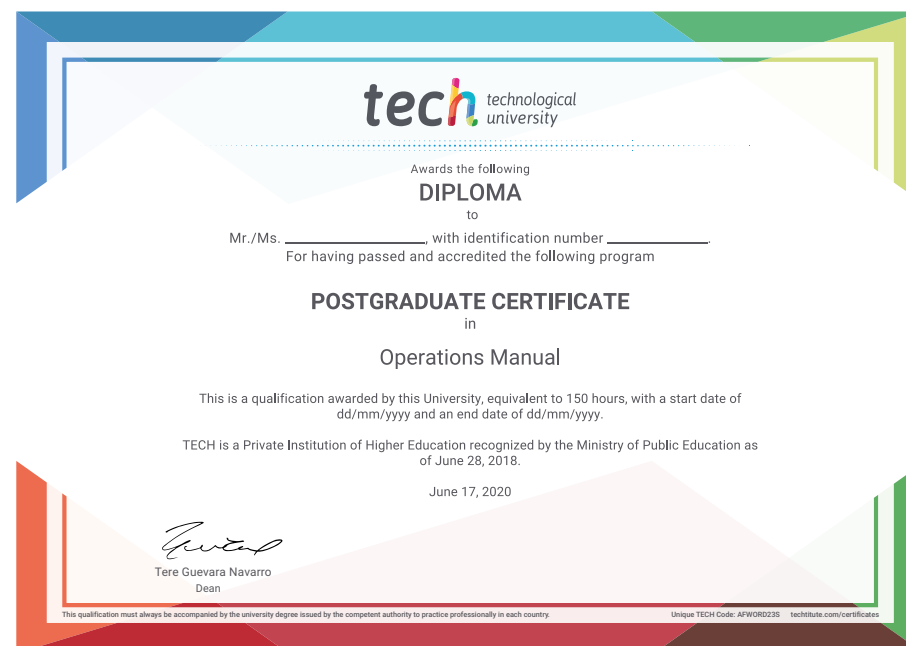 tech technological
university
Awards the following
DIPLOMA
to
Mr./Ms. ____________________, with identification number ______________.
For having passed and accredited the following program
POSTGRADUATE CERTIFICATE
in
Operations Manual
This is a qualification awarded by this University, equivalent to 150 hours, with a start date of
dd/mm/yyyy and an end date of dd/mm/yyyy.
TECH is a Private Institution of Higher Education recognized by the Ministry of Public Education as
of June 28, 2018.
June 17, 2020
Tere Guevara Navarro
Dean
This qualification must always be accompanied by the university degree issued by the competent authority to practice professionally in each country.
Unique TECH Code: AFWORD23S techtitute.com/certificates